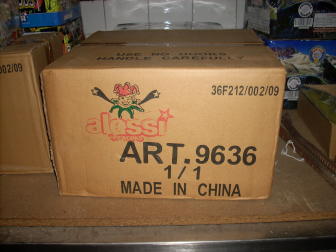 USE NO HOOKS
HANDLE CAREFULLY
36F212/002/09
002/09
alessi
ART.9636
1/1
MADE IN CHINA